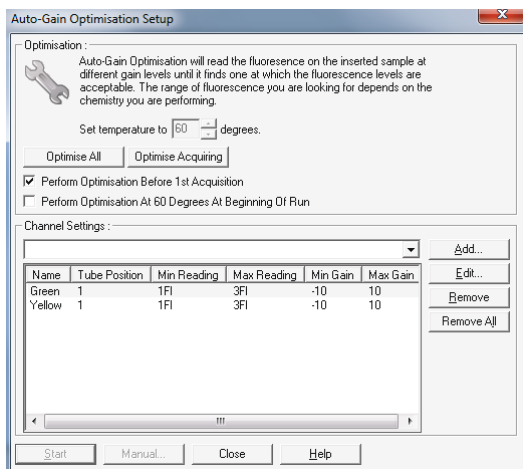 Auto-Gain Optimisation Setup
Optimisation :
Auto-Gain Optimisation will read the fluoresence on the inserted sample at
different gain levels until it finds one at which the fluorescence levels are
acceptable. The range of fluorescence you are looking for depends on the
chemistry you are performing.
Set temperature to 60 degrees.
Optimise All Optimise Acquiring
Perform Optimisation Before 1st Acquisition
Perform Optimisation At 60 Degrees At Beginning Of Run
Channel Settings :
Add...
Name Tube Position Min Reading Max Reading Min Gain Max Gain
Edit...
Green 1 1Fl 3Fl -10 10
Yellow 1 1Fl 3Fl -10 10
Remove
Remove All
Start Manual... Close Help